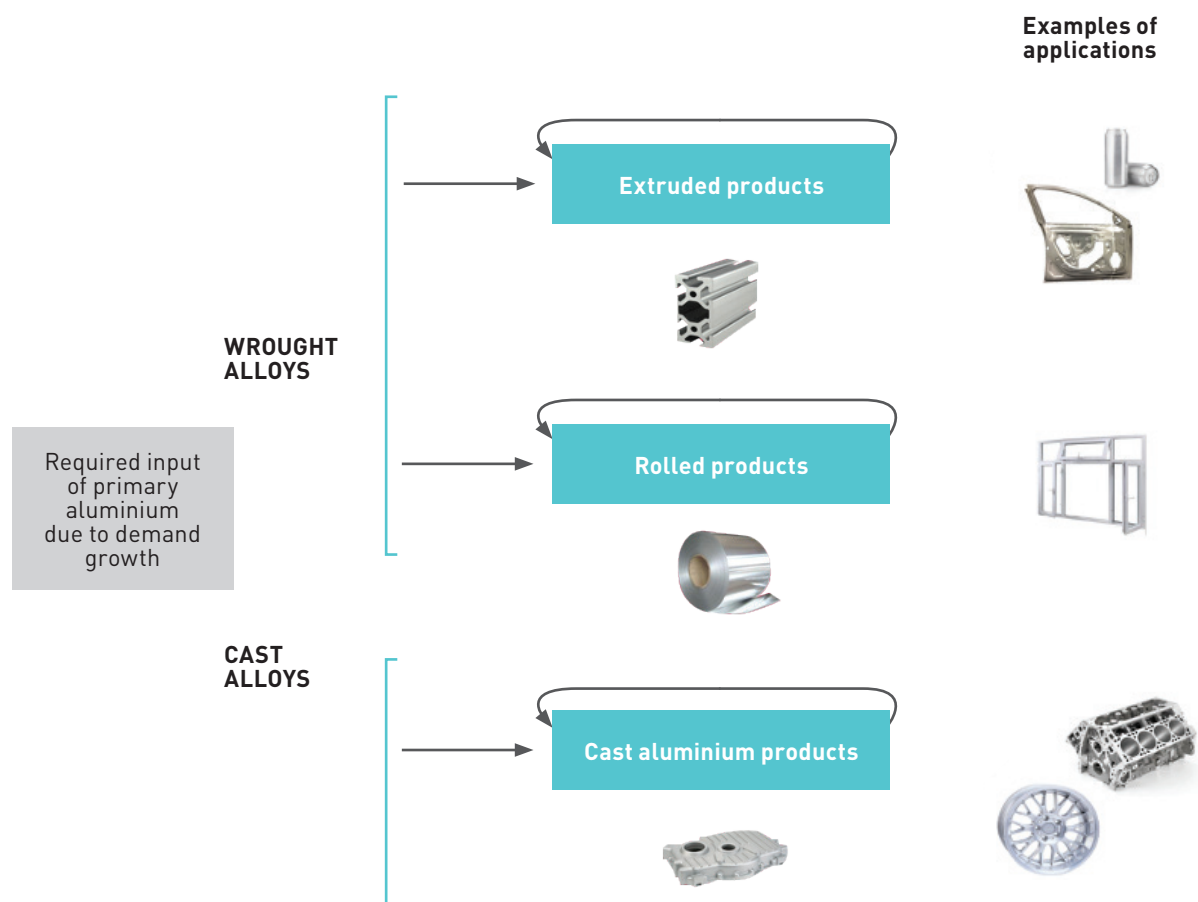 Examples of
applications
Extruded products
WROUGHT
ALLOYS
Rolled products
Required input
of primary
aluminium
due to demand
growth
CAST
ALLOYS
Cast aluminium products